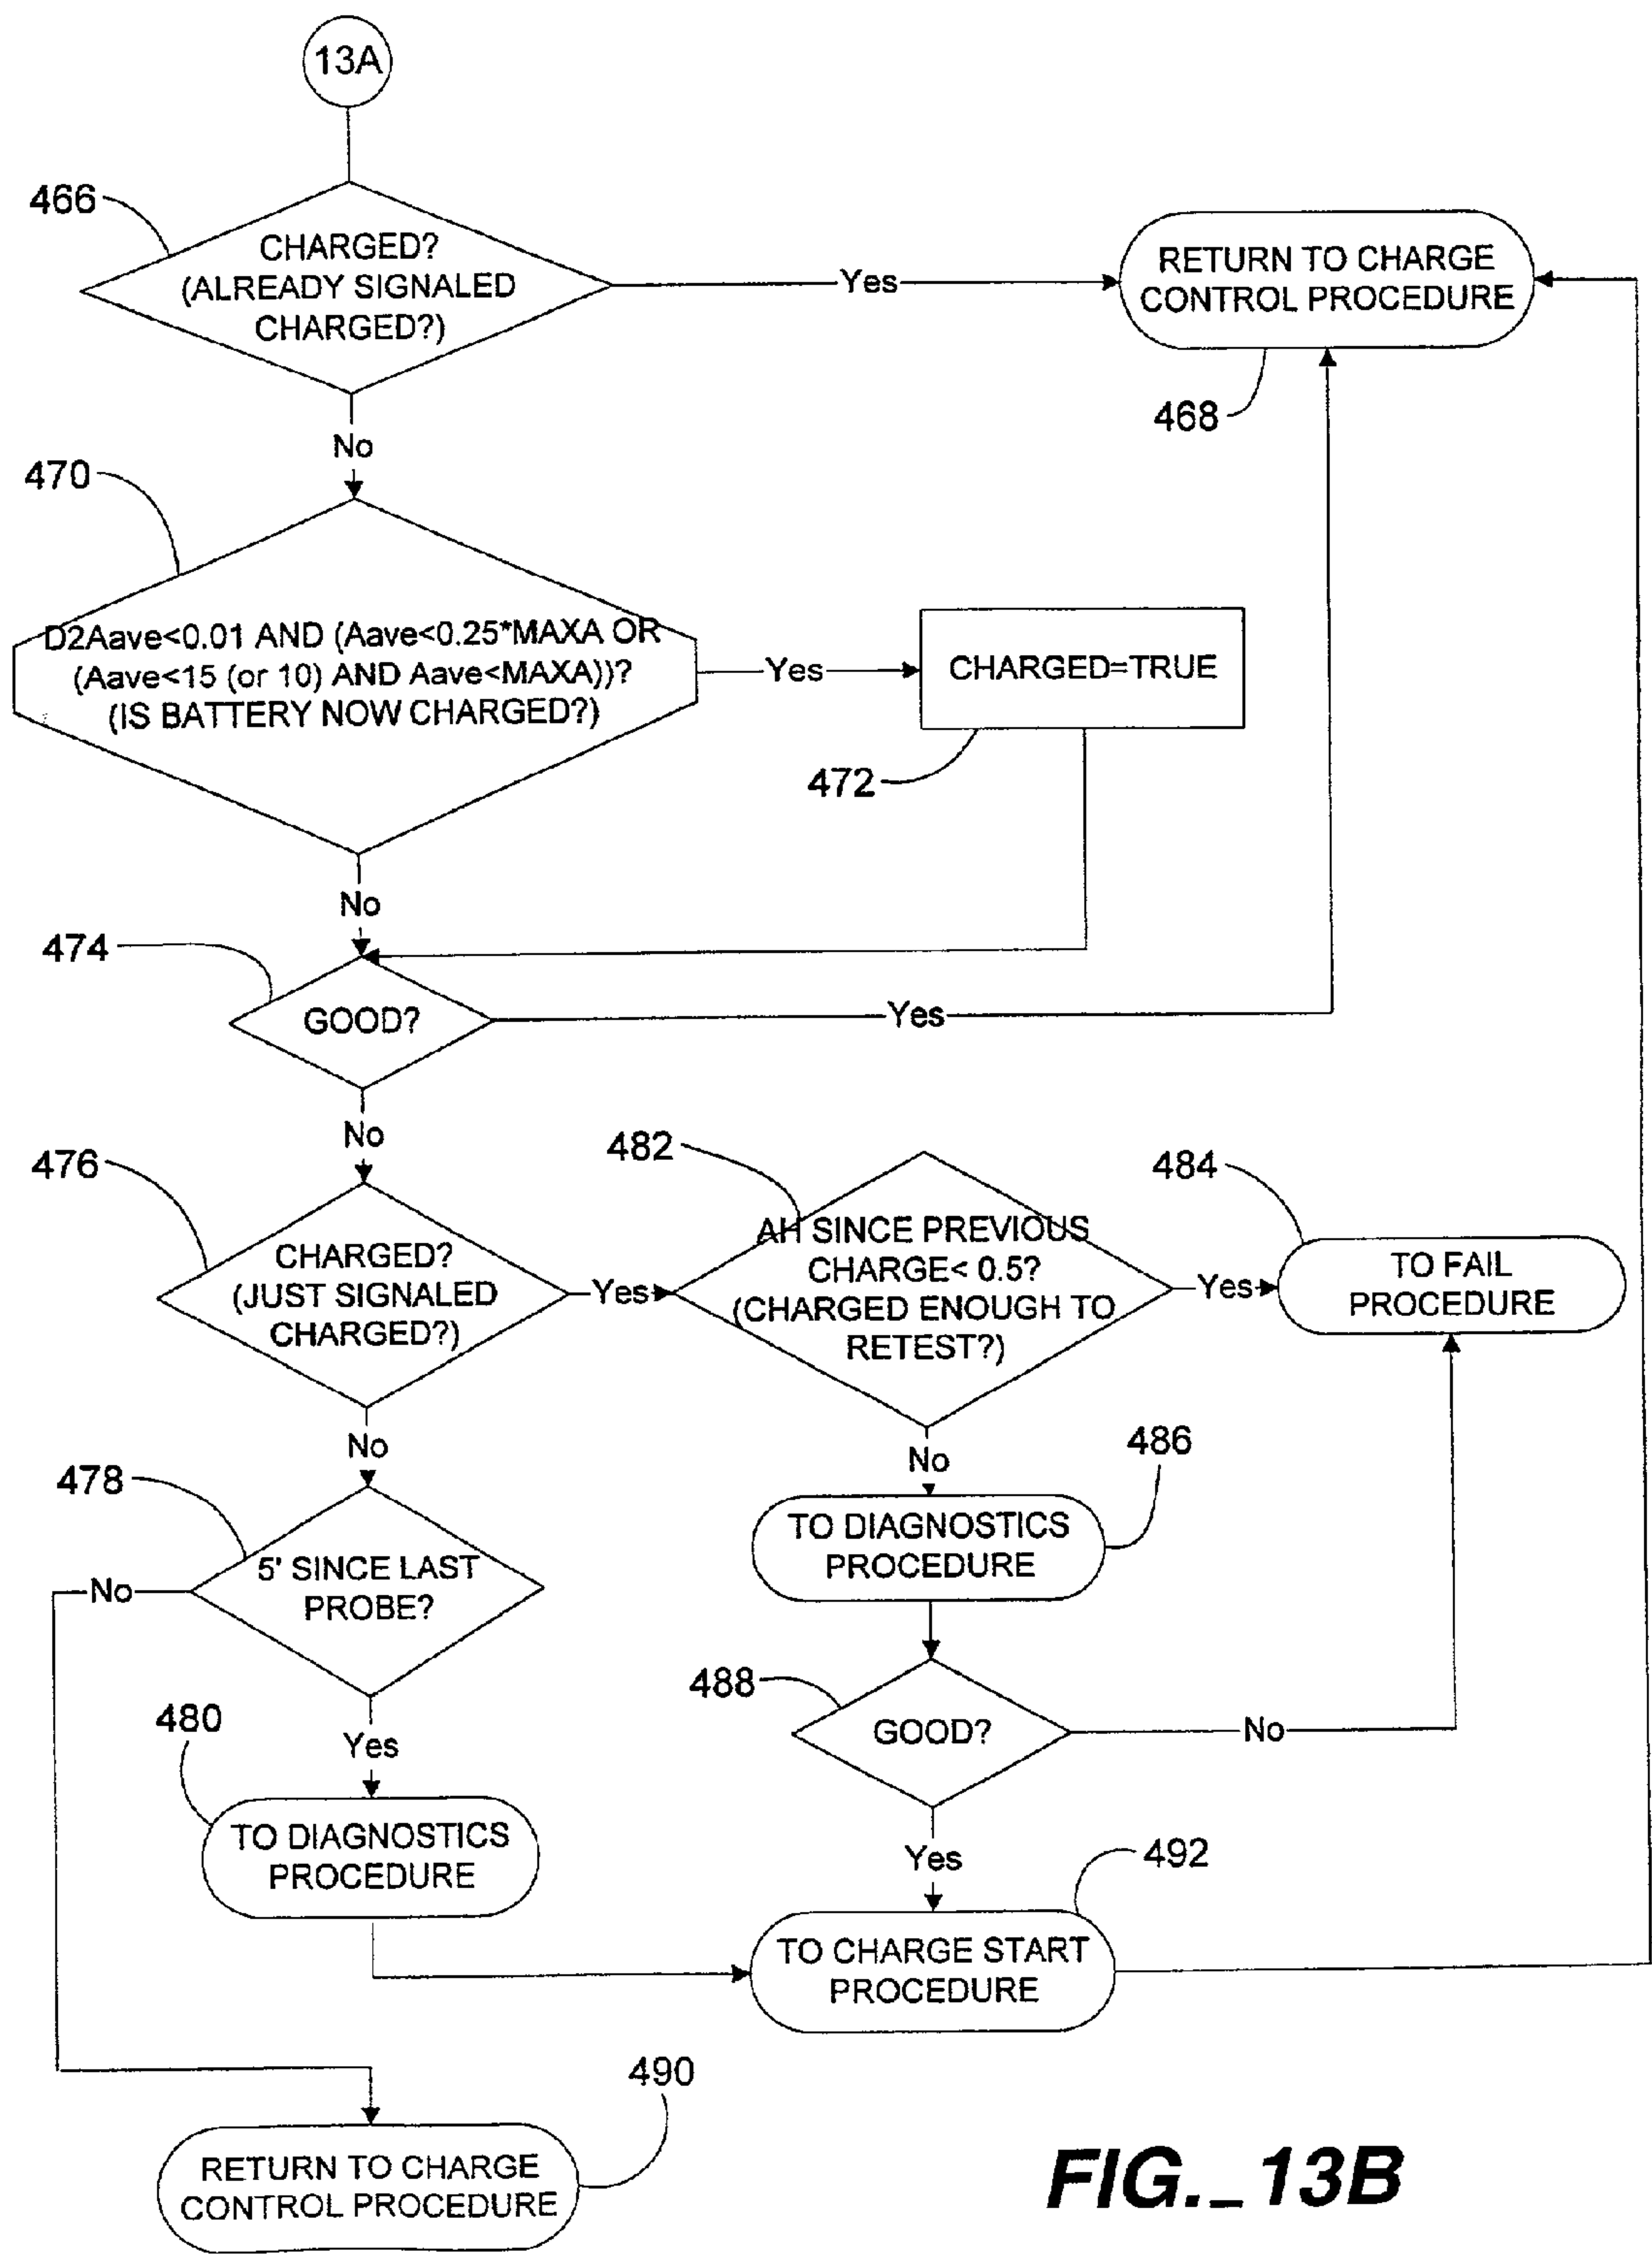 13A
466
CHARGED?
(ALREADY SIGNALED
CHARGED?)
Yes
RETURN TO CHARGE
CONTROL PROCEDURE
468
No
470
D2Aave<0.01 AND (Aave<0.25*MAXA OR
(Aave<15 (or 10) AND Aave<MAXA))?
(IS BATTERY NOW CHARGED?)
Yes
CHARGED=TRUE
472
No
474
GOOD?
Yes
No
476
CHARGED?
(JUST SIGNALED
CHARGED?)
Yes
482
AH SINCE PREVIOUS
CHARGE< 0.5?
(CHARGED ENOUGH TO
RETEST?)
Yes
484
TO FAIL
PROCEDURE
No
478
5' SINCE LAST
PROBE?
No
No
486
TO DIAGNOSTICS
PROCEDURE
488
GOOD?
No
480
Yes
TO DIAGNOSTICS
PROCEDURE
Yes
492
TO CHARGE START
PROCEDURE
490
RETURN TO CHARGE
CONTROL PROCEDURE
FIG._13B